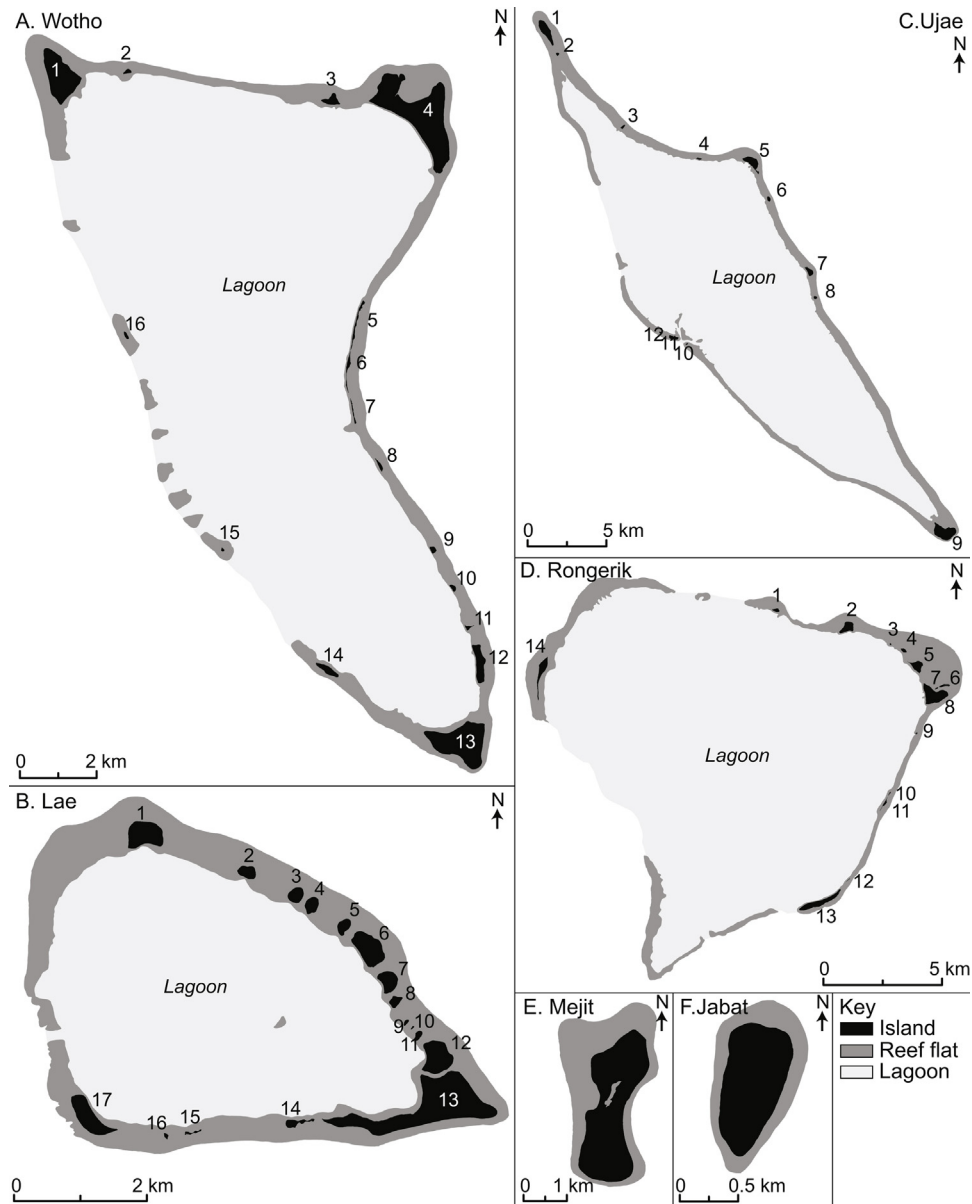 A. Wotho
N
1
2
3
4
Lagoon
5
6
7
8
9
10
11
12
13
14
15
16
0 2 km
B. Lae
N
1
2
3
4
5
6
7
8
9
10
11
12
13
14
15
16
17
Lagoon
0 2 km
C.Ujae
N
1
2
3
4
5
6
7
8
Lagoon
12
11
10
9
0 5 km
D. Rongerik
N
1
2
3
4
5
6
7
8
9
10
11
12
13
14
Lagoon
0 5 km
E. Mejit
N
0 1 km
F.Jabat
N
0 0.5 km
Key
Island
Reef flat
Lagoon